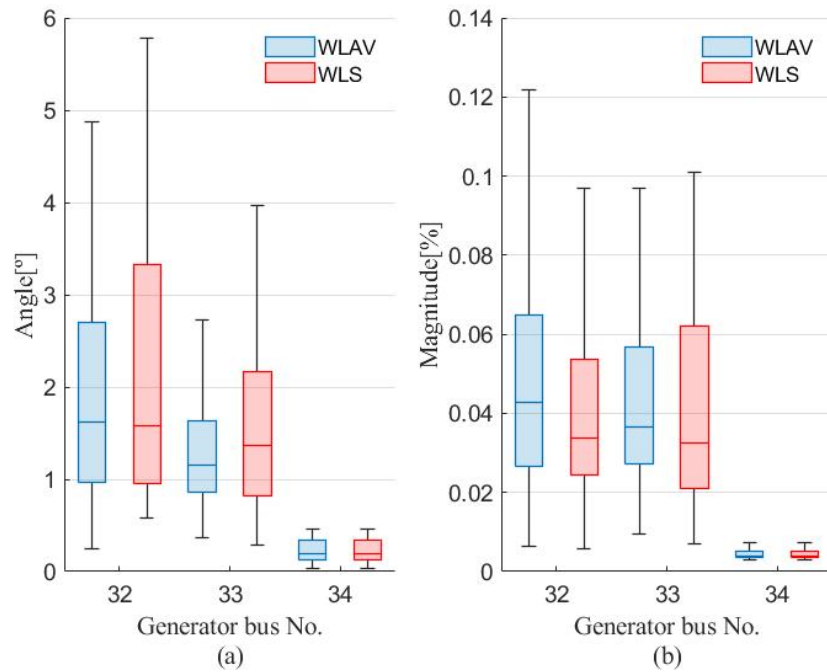 6
5
4
3
2
1
0
Angle[º]
WLAV
WLS
32 33 34
Generator bus No.
(a)
0.14
0.12
0.1
0.08
0.06
0.04
0.02
0
Magnitude[%]
WLAV
WLS
32 33 34
Generator bus No.
(b)